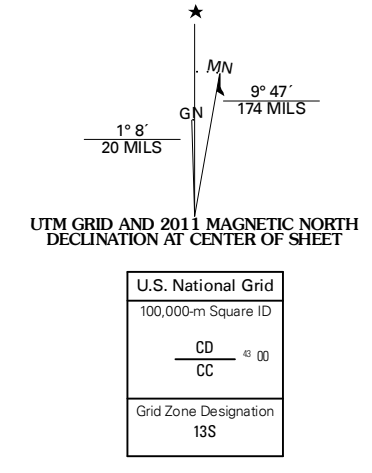 ★
MN
9° 47´
174 MILS
GN
1° 8´
20 MILS
UTM GRID AND 2011 MAGNETIC NORTH
DECLINATION AT CENTER OF SHEET
U.S. National Grid
100,000-m Square ID
CD
43 00
CC
Grid Zone Designation
13S